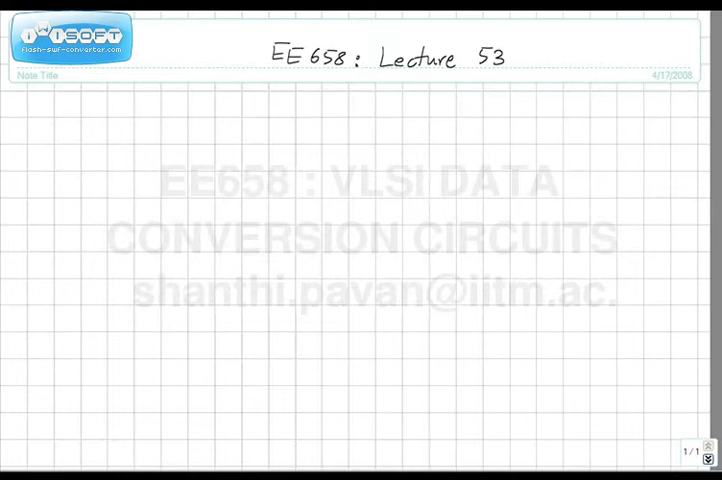 iWiSOFT
flash-swf-converter.com
EE 658 : Lecture 53
Note Title
4/17/2008
EE658 : VLSI DATA
CONVERSION CIRCUITS
shanthi.pavan@iitm.ac.
1 / 1